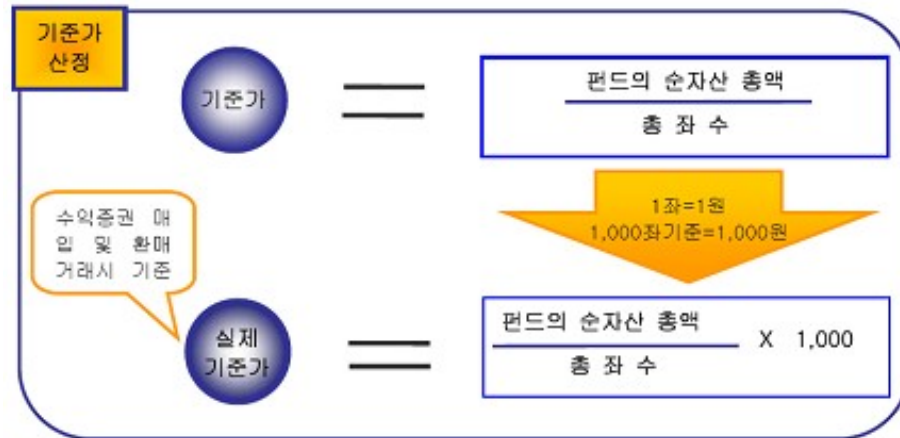 기준가
산정
기준가
펀드의 순자산 총액
총 좌 수
1좌=1원
1,000좌기준=1,000원
수익증권 매
입 및 환매
거래시 기준
실제
기준가
펀드의 순자산 총액
총 좌 수
X 1,000